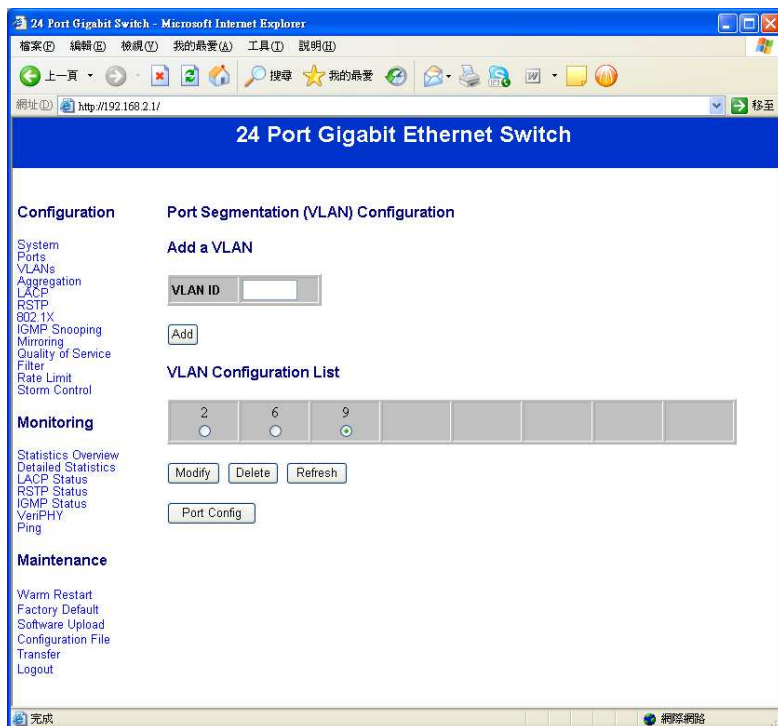 24 Port Gigabit Switch - Microsoft Internet Explorer
檔案(F) 編輯(E) 檢視(V) 我的最愛(A) 工具(T) 說明(H)
上一頁 搜尋 我的最愛
網址(D) http://192.168.2.1/ 移至
24 Port Gigabit Ethernet Switch
Configuration
System
Ports
VLANs
Aggregation
LACP
RSTP
802.1X
IGMP Snooping
Mirroring
Quality of Service
Filter
Rate Limit
Storm Control
Monitoring
Statistics Overview
Detailed Statistics
LACP Status
RSTP Status
IGMP Status
VeriPHY
Ping
Maintenance
Warm Restart
Factory Default
Software Upload
Configuration File
Transfer
Logout
Port Segmentation (VLAN) Configuration
Add a VLAN
VLAN ID
Add
VLAN Configuration List
2 6 9
Modify Delete Refresh
Port Config
完成 網際網路